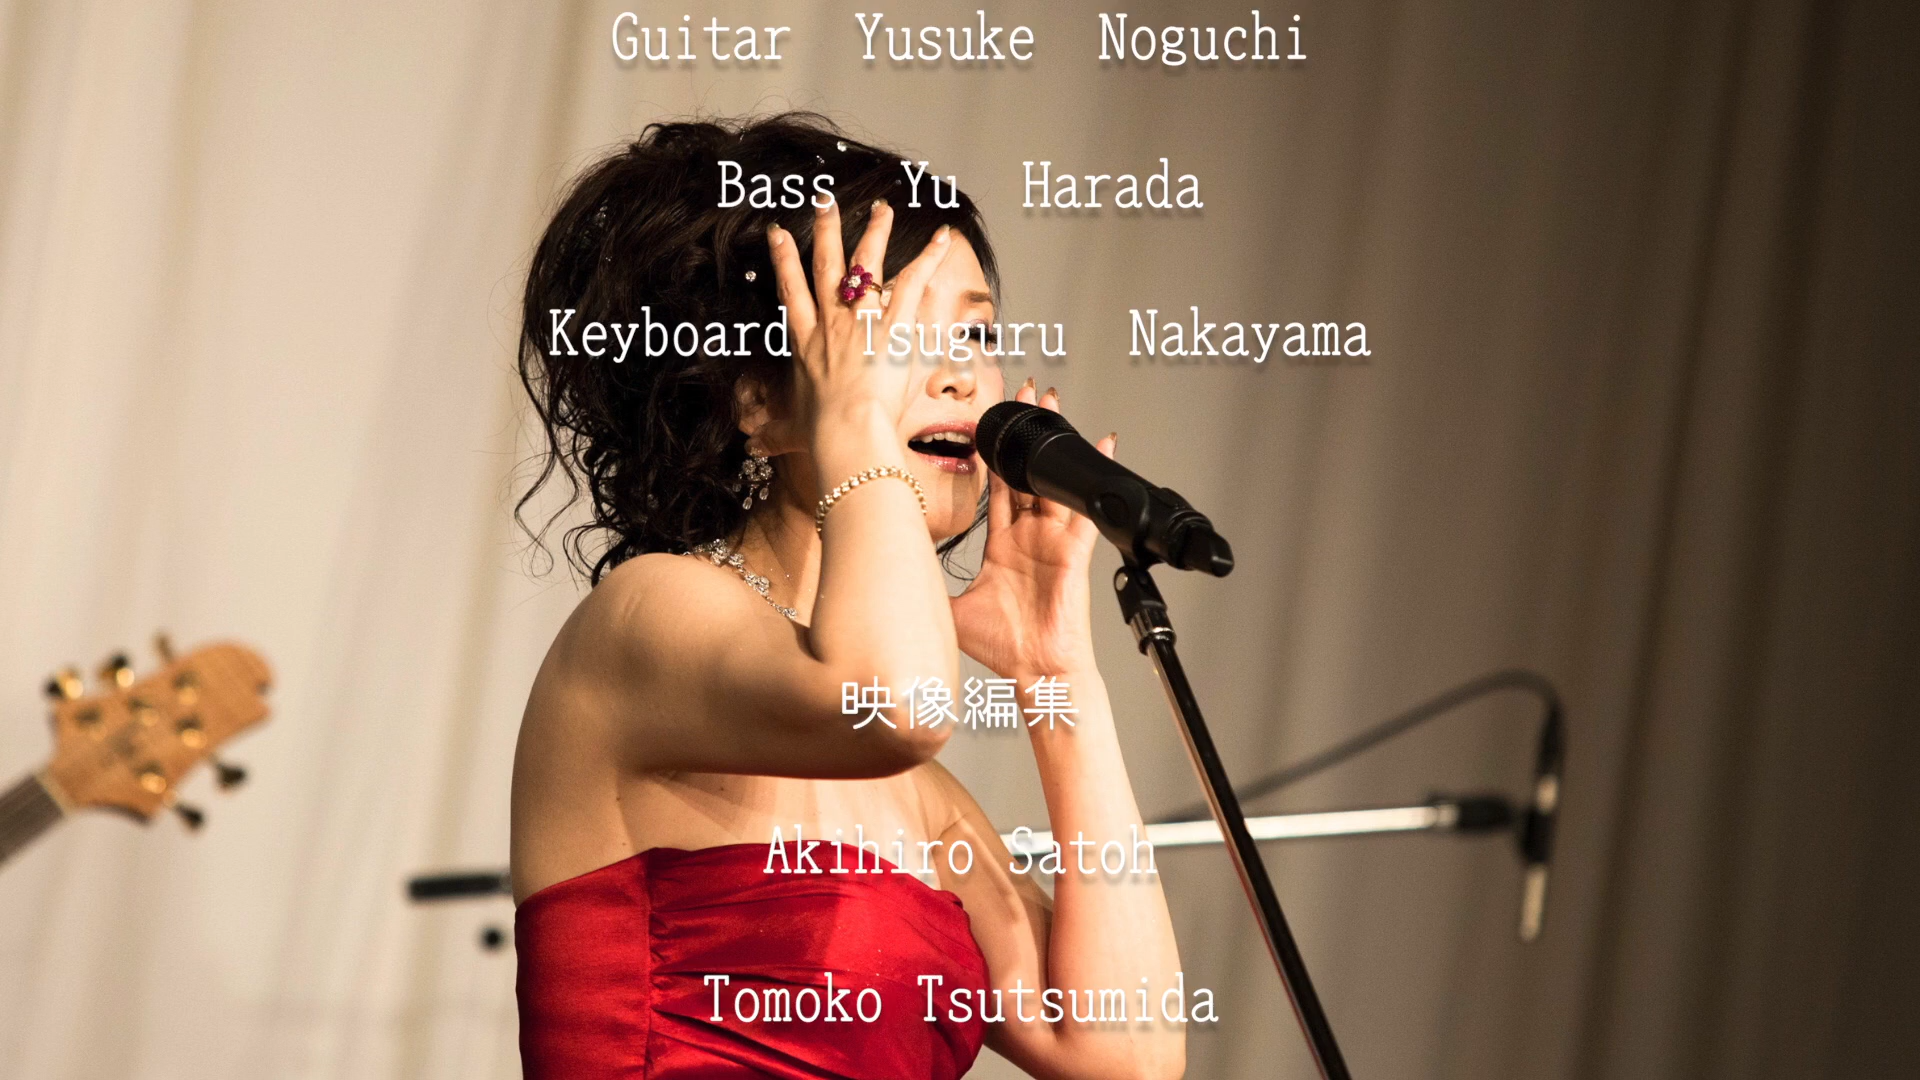 Guitar Yusuke Noguchi
Bass Yu Harada
Keyboard Tsuguru Nakayama
映像編集
Akihiro Satoh
Tomoko Tsutsumida